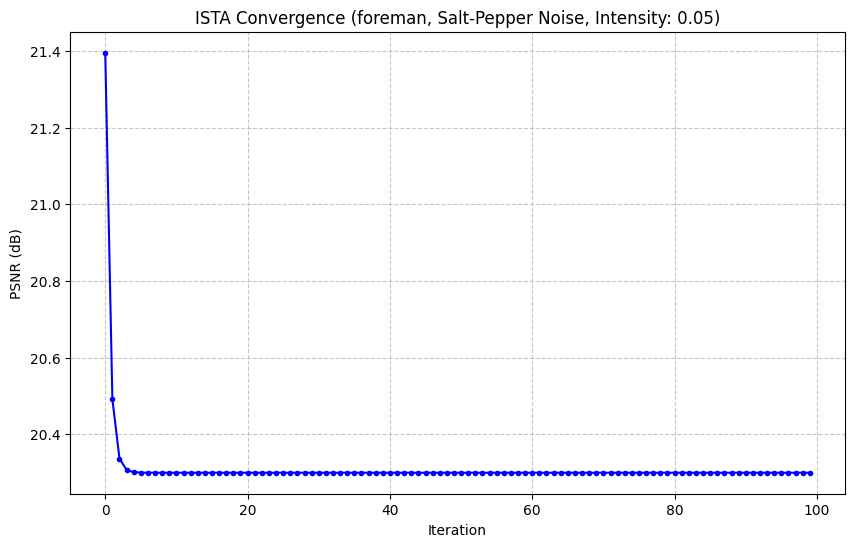 ISTA Convergence (foreman, Salt-Pepper Noise, Intensity: 0.05)
21.4
21.2
21.0
20.8
20.6
20.4
PSNR (dB)
0 20 40 60 80 100
Iteration